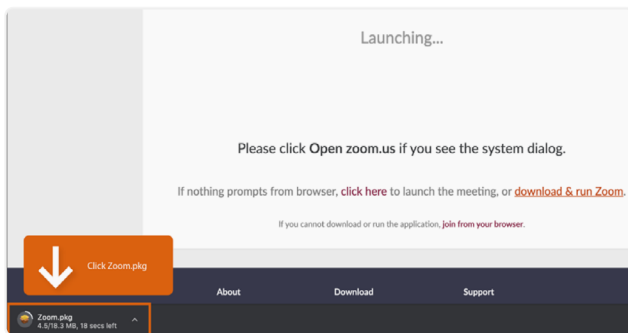 Launching...
Please click Open zoom.us if you see the system dialog.
If nothing prompts from browser, click here to launch the meeting, or download & run Zoom.
If you cannot download or run the application, join from your browser.
Click Zoom.pkg
About Download Support
Zoom.pkg
4.5/18.3 MB, 18 secs left